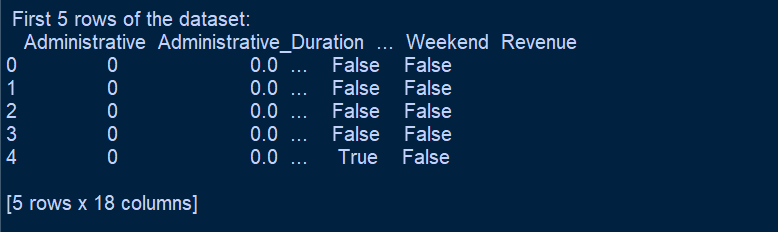 First 5 rows of the dataset:
Administrative Administrative_Duration ... Weekend Revenue
0 0 0.0 ... False False
1 0 0.0 ... False False
2 0 0.0 ... False False
3 0 0.0 ... False False
4 0 0.0 ... True False
[5 rows x 18 columns]